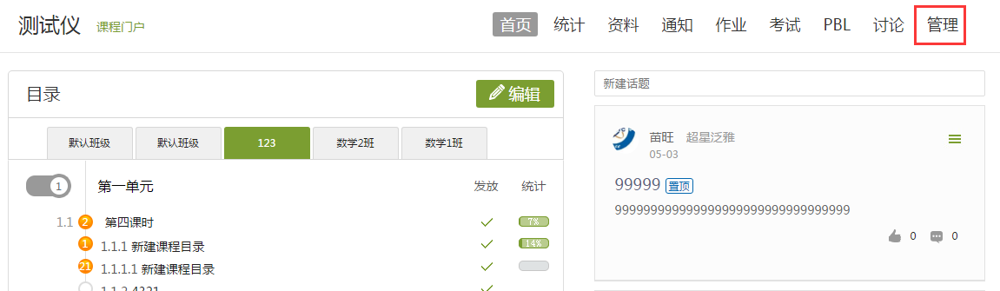 测试仪 课程门户 首页 统计 资料 通知 作业 考试 PBL 讨论 管理
目录 编辑
默认班级 默认班级 123 数学2班 数学1班
1 第一单元 发放 统计
1.1 2 第四课时 7%
1 1.1.1 新建课程目录 14%
21 1.1.1.1 新建课程目录
1.1.2 4321
新建话题
苗旺 超星泛雅
05-03
99999 置顶
99999999999999999999999999999999999
0 0